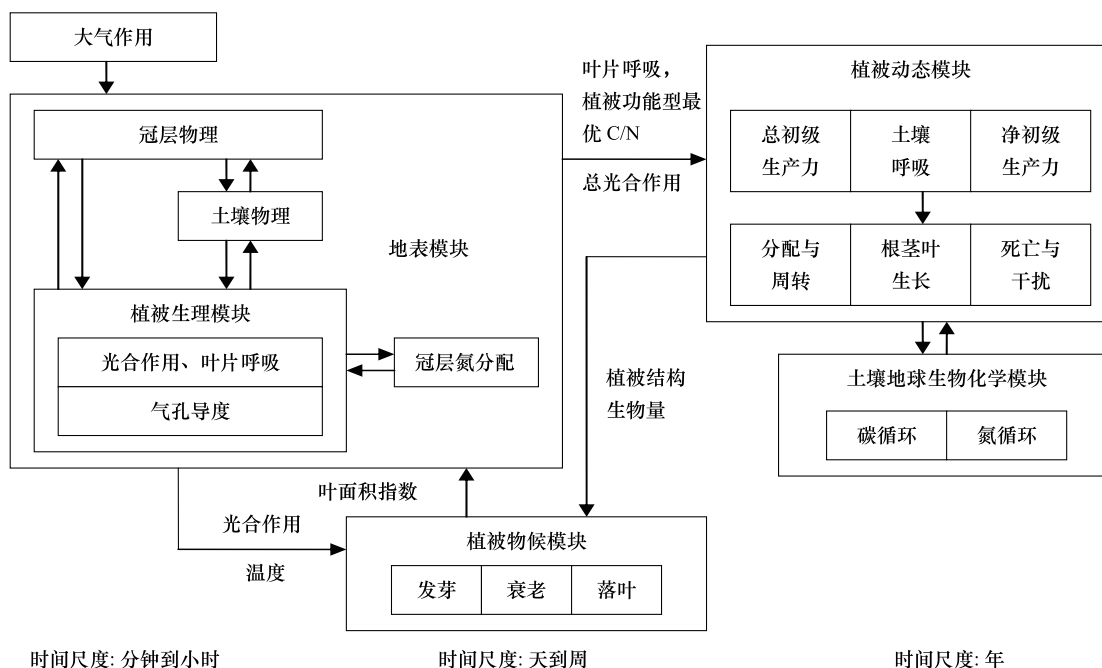 大气作用
冠层物理
土壤物理
地表模块
植被生理模块
光合作用、叶片呼吸
气孔导度
冠层氮分配
叶片呼吸，
植被功能型最
优 C/N
总光合作用
植被动态模块
总初级
生产力
土壤
呼吸
净初级
生产力
分配与
周转
根茎叶
生长
死亡与
干扰
植被结构
生物量
土壤地球生物化学模块
碳循环
氮循环
叶面积指数
光合作用
温度
植被物候模块
发芽
衰老
落叶
时间尺度: 分钟到小时
时间尺度: 天到周
时间尺度: 年